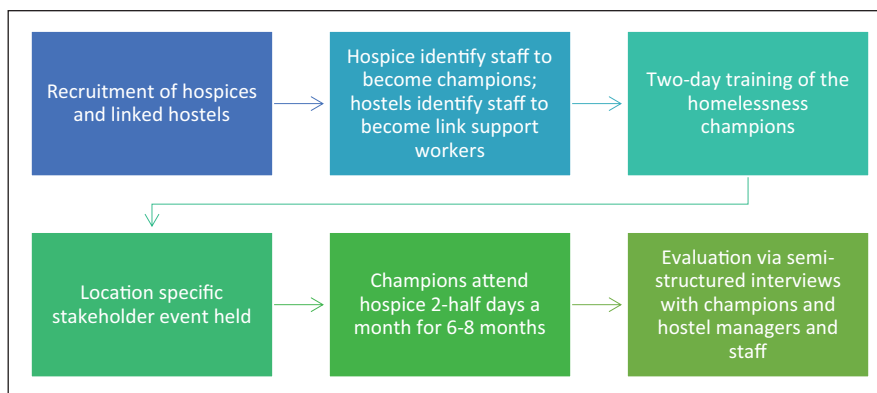 Recruitment of hospices
and linked hostels
Hospice identify staff to
become champions;
hostels identify staff to
become link support
workers
Two-day training of the
homelessness
champions
Location specific
stakeholder event held
Champions attend
hospice 2-half days a
month for 6-8 months
Evaluation via semi-
structured interviews
with champions and
hostel managers and
staff